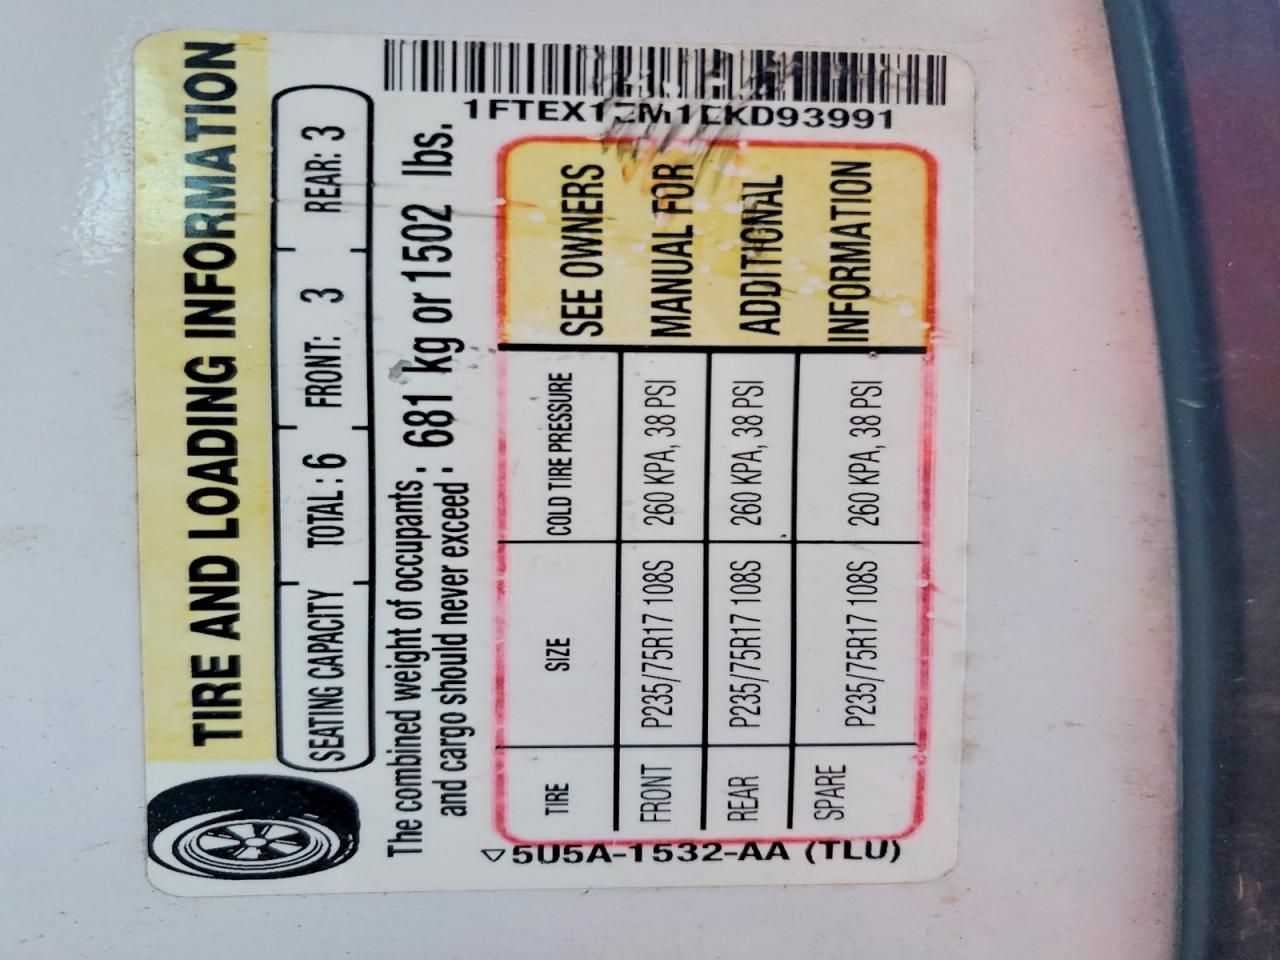 TIRE AND LOADING INFORMATION
SEATING CAPACITY TOTAL : 6 FRONT: 3 REAR: 3
The combined weight of occupants : 681 kg or 1502 lbs.
and cargo should never exceed :
1FTEX1EM1EKD93991
TIRE SIZE COLD TIRE PRESSURE SEE OWNERS
FRONT P235/75R17 108S 260 KPA, 38 PSI MANUAL FOR
REAR P235/75R17 108S 260 KPA, 38 PSI ADDITIONAL
SPARE P235/75R17 108S 260 KPA, 38 PSI INFORMATION
5U5A-1532-AA (TLU)